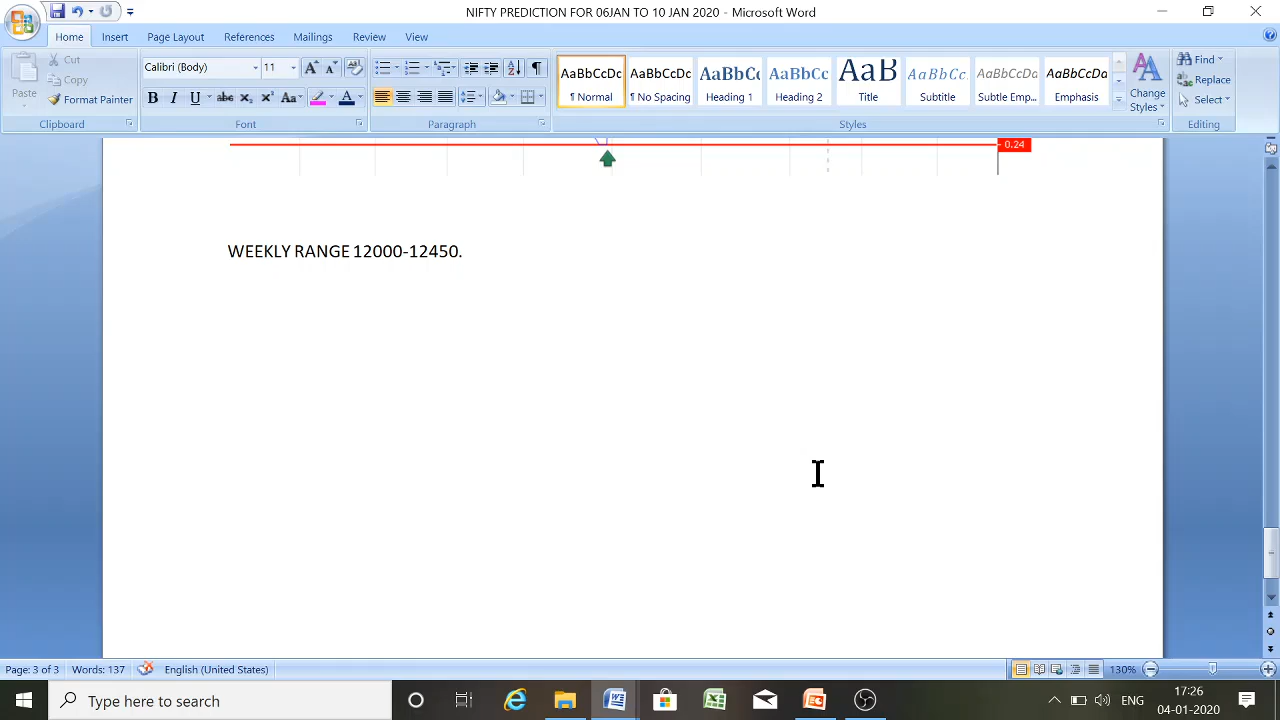 NIFTY PREDICTION FOR 06JAN TO 10 JAN 2020 - Microsoft Word
Home Insert Page Layout References Mailings Review View
Paste
Cut
Copy
Format Painter
Clipboard
Calibri (Body) 11
Font
Paragraph
AaBbCcDc AaBbCcDc AaBbC AaBbCc AaB AaBbCc. AaBbCcDa AaBbCcDa
¶ Normal ¶ No Spacing Heading 1 Heading 2 Title Subtitle Subtle Emp... Emphasis
Change
Styles
Styles
Find
Replace
Select
Editing
0.24
WEEKLY RANGE 12000-12450.
Page: 3 of 3 Words: 137 English (United States) 130%
Type here to search
ENG
17:26
04-01-2020